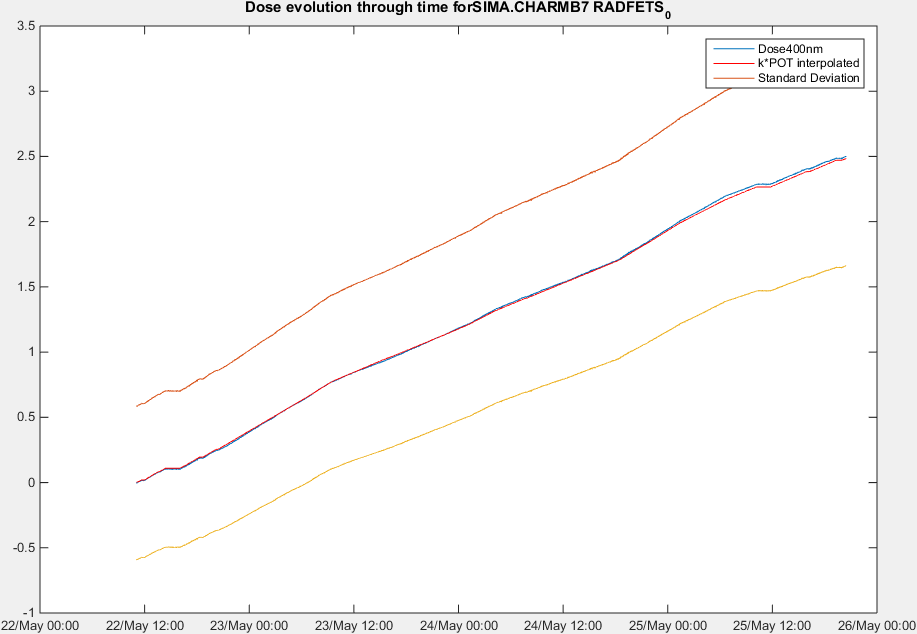 Dose evolution through time forSIMA.CHARMB7 RADFETS0
Dose400nm
k*POT interpolated
Standard Deviation
3.5
3
2.5
2
1.5
1
0.5
0
-0.5
-1
22/May 00:00 22/May 12:00 23/May 00:00 23/May 12:00 24/May 00:00 24/May 12:00 25/May 00:00 25/May 12:00 26/May 00:00